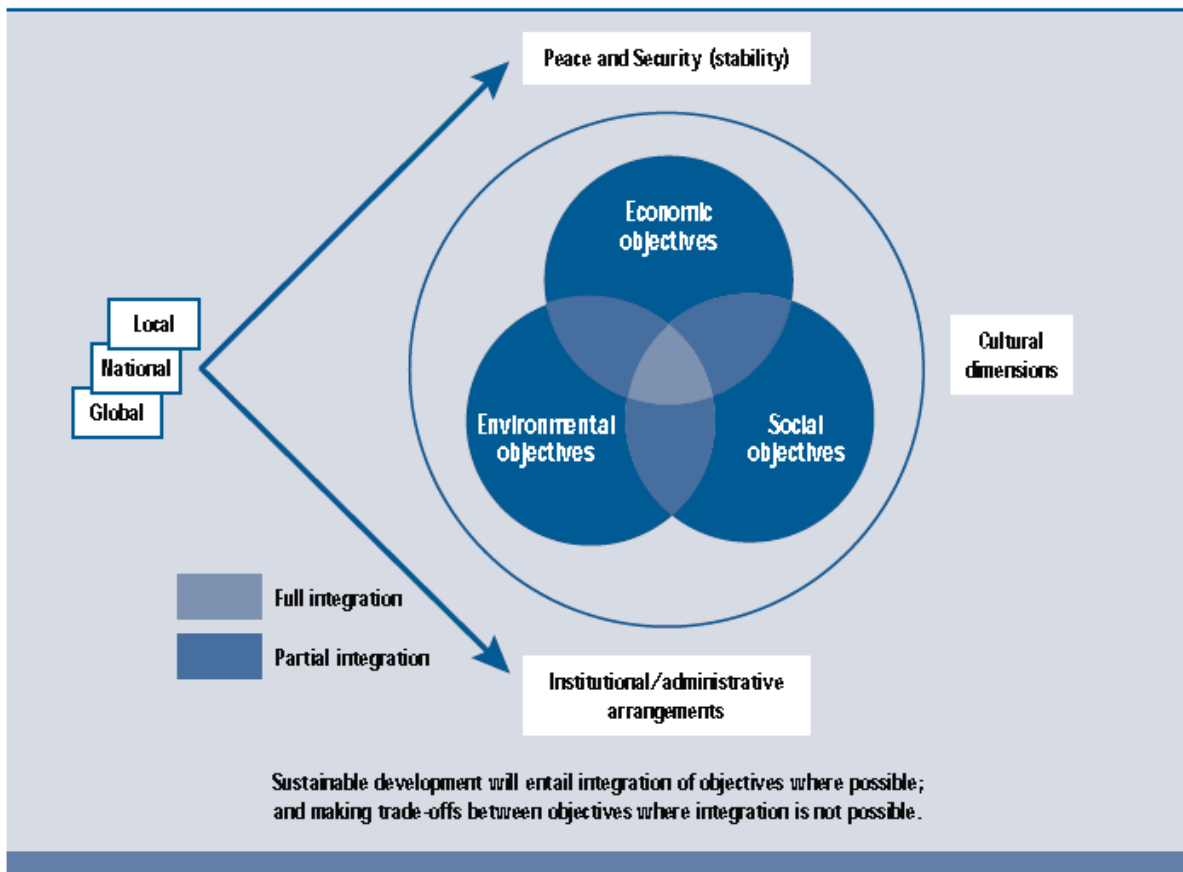 Peace and Security (stability)
Economic
objectives
Local
National
Global
Cultural
dimensions
Environmental
objectives
Social
objectives
Full integration
Partial integration
Institutional/administrative
arrangements
Sustainable development will entail integration of objectives where possible;
and making trade-offs between objectives where integration is not possible.